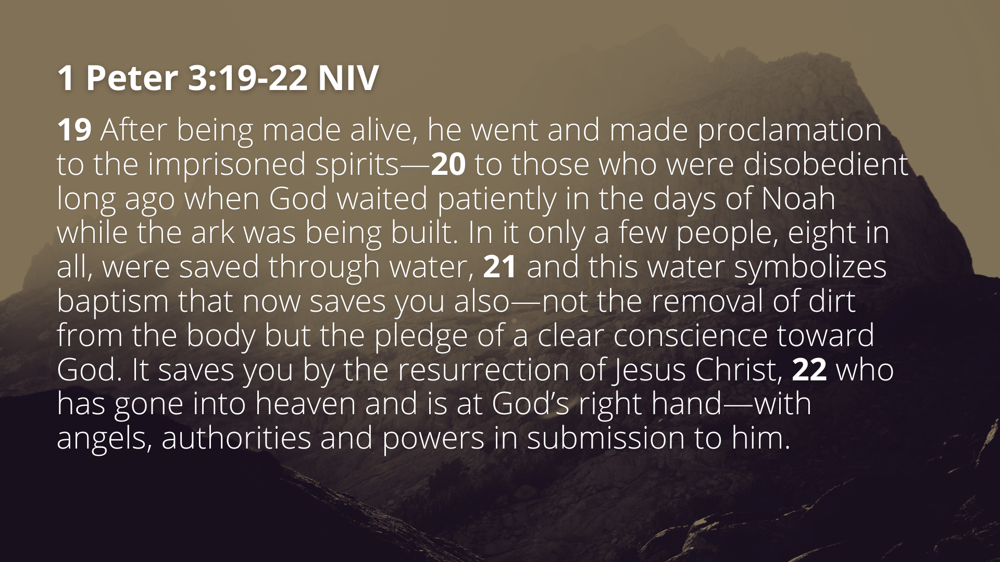 1 Peter 3:19-22 NIV
19 After being made alive, he went and made proclamation
to the imprisoned spirits—20 to those who were disobedient
long ago when God waited patiently in the days of Noah
while the ark was being built. In it only a few people, eight in
all, were saved through water, 21 and this water symbolizes
baptism that now saves you also—not the removal of dirt
from the body but the pledge of a clear conscience toward
God. It saves you by the resurrection of Jesus Christ, 22 who
has gone into heaven and is at God’s right hand—with
angels, authorities and powers in submission to him.